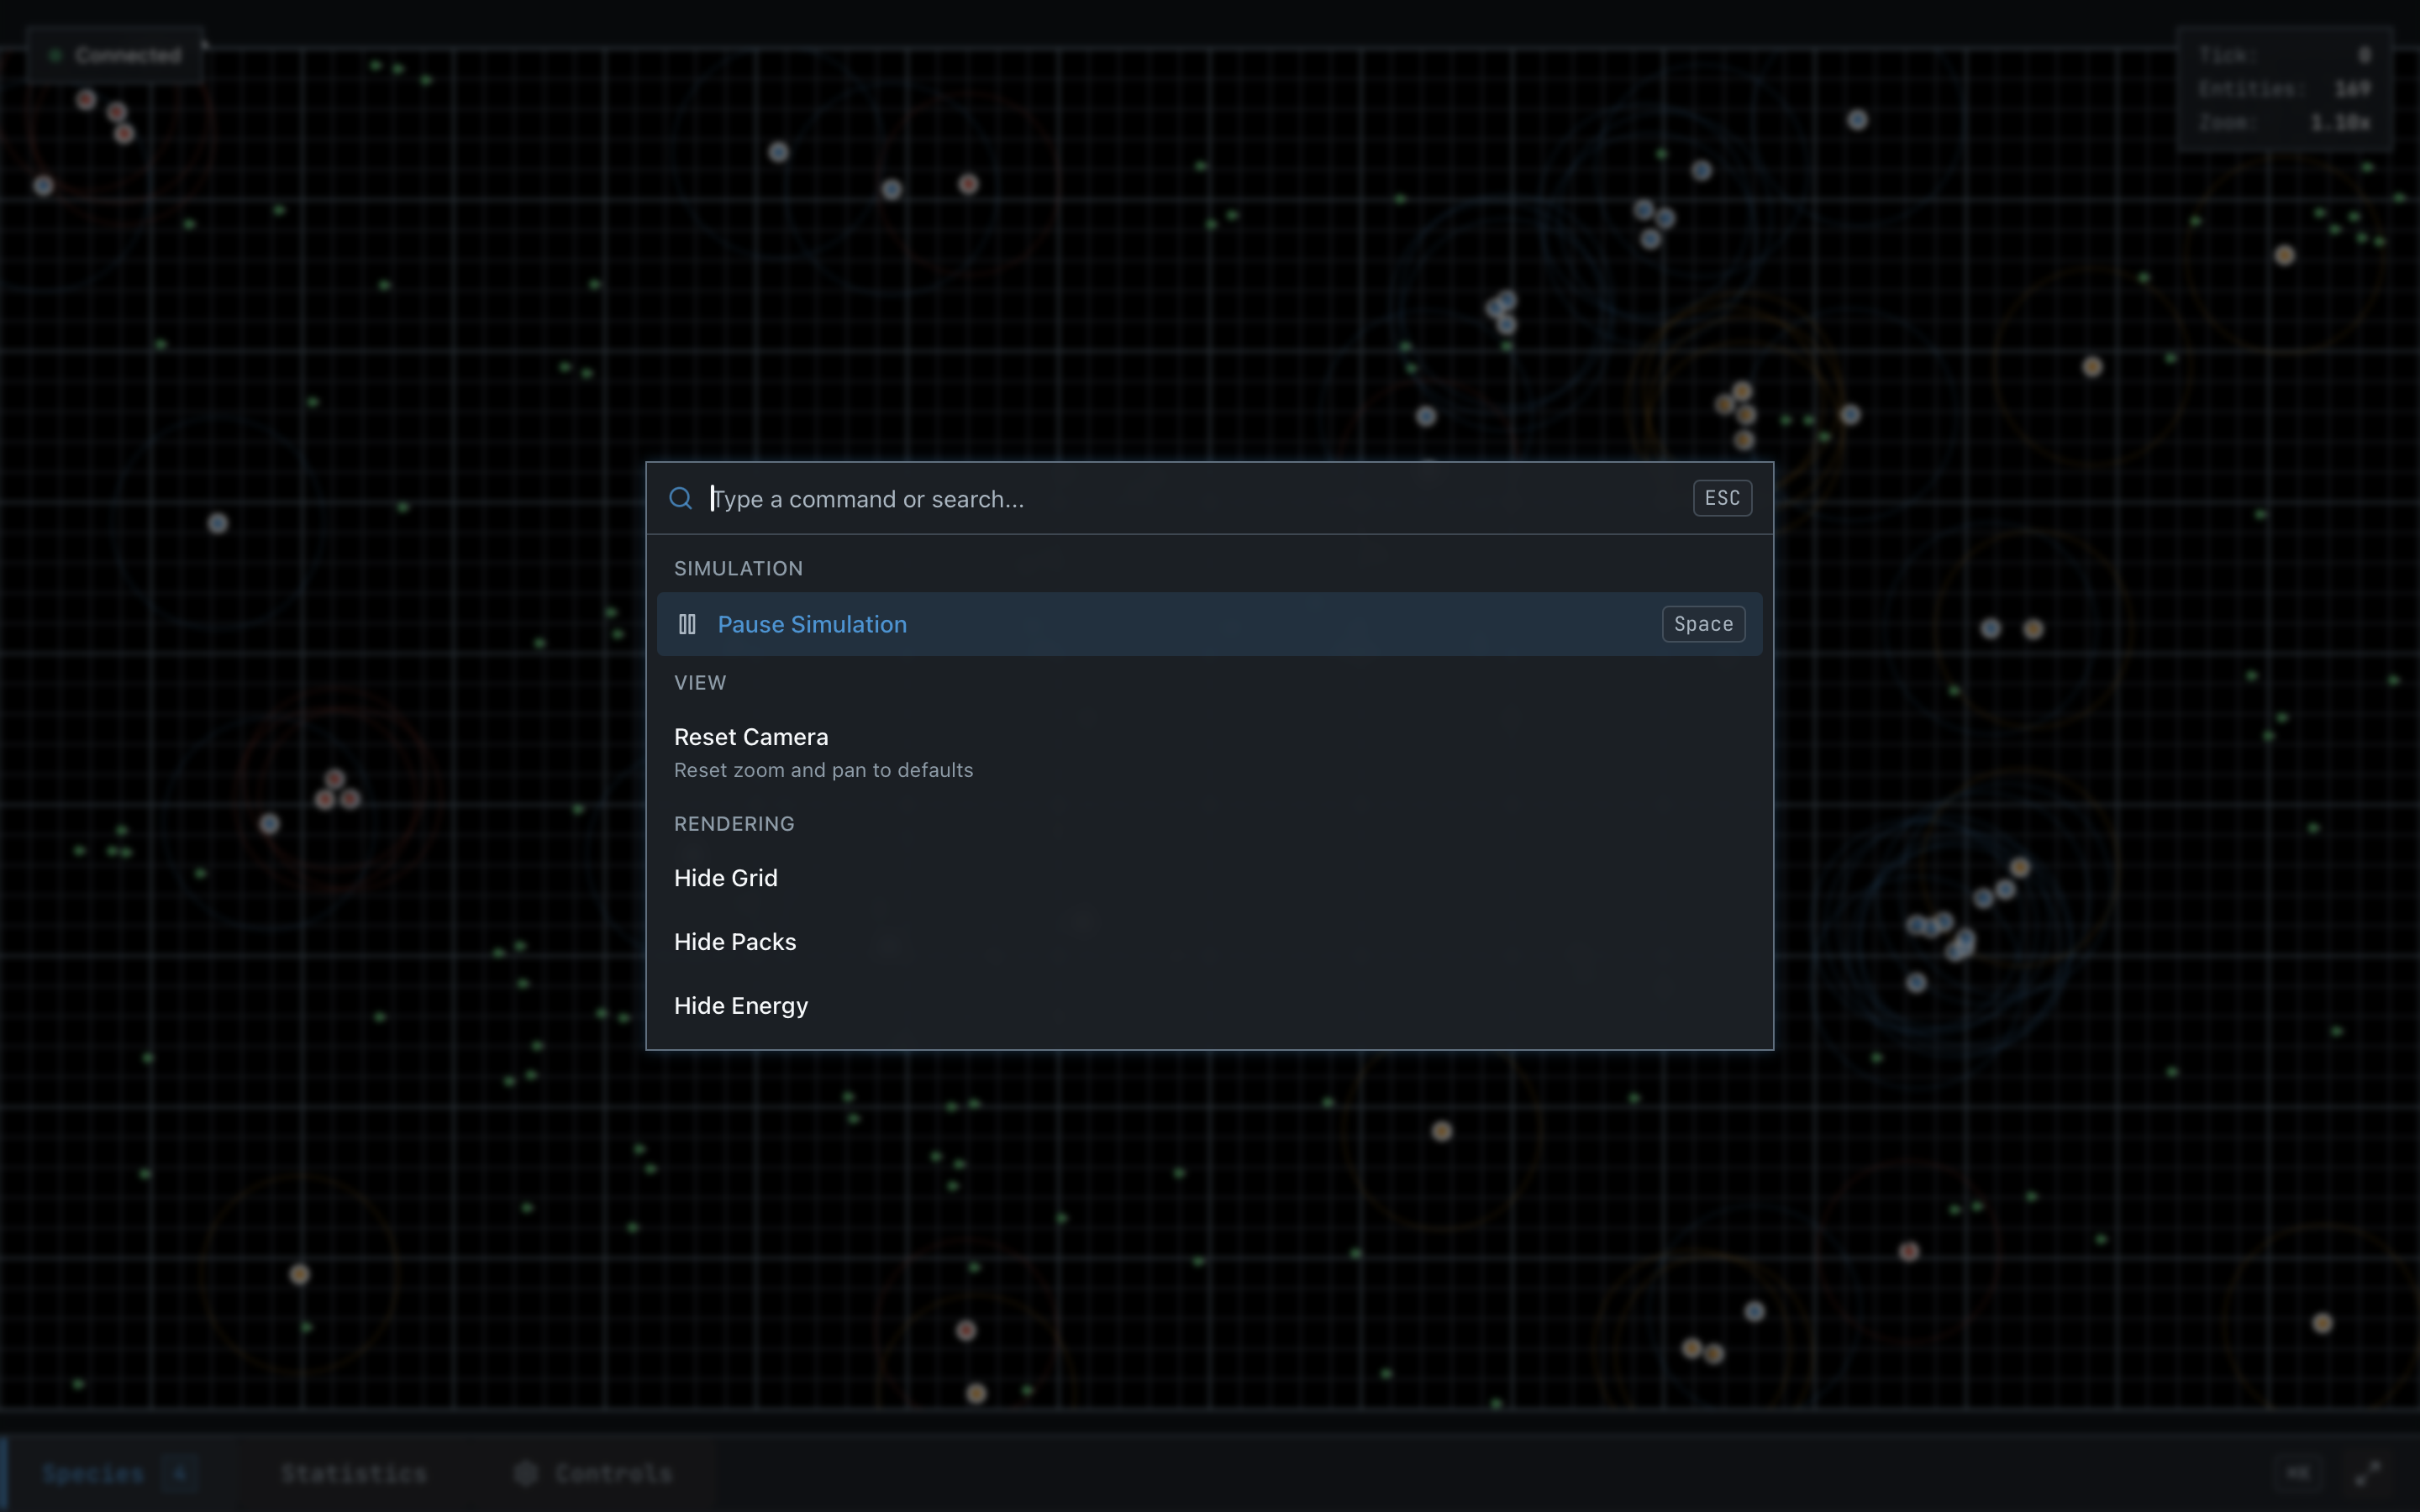 Connected
Tick: 0
Entities: 169
Zoom: 1.10x
Type a command or search...
ESC
SIMULATION
Pause Simulation
Space
VIEW
Reset Camera
Reset zoom and pan to defaults
RENDERING
Hide Grid
Hide Packs
Hide Energy
Species 4
Statistics
Controls